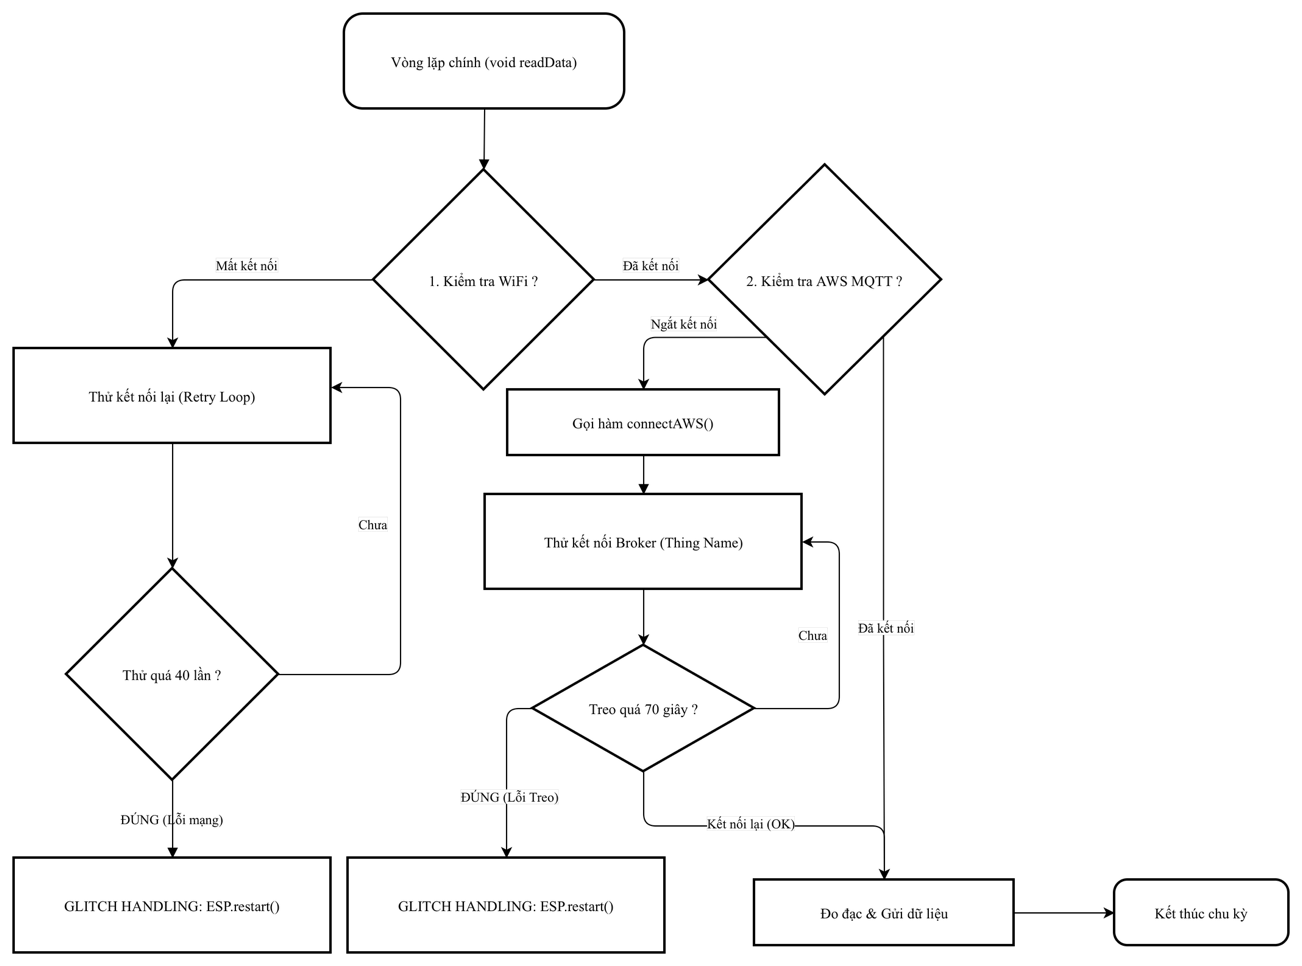 Vòng lặp chính (void readData)
1. Kiểm tra WiFi ?
2. Kiểm tra AWS MQTT ?
Mất kết nối
Đã kết nối
Ngắt kết nối
Thử kết nối lại (Retry Loop)
Gọi hàm connectAWS()
Chưa
Thử kết nối Broker (Thing Name)
Đã kết nối
Chưa
Thử quá 40 lần ?
Treo quá 70 giây ?
ĐÚNG (Lỗi mạng)
ĐÚNG (Lỗi Treo)
Kết nối lại (OK)
GLITCH HANDLING: ESP.restart()
GLITCH HANDLING: ESP.restart()
Đo đạc & Gửi dữ liệu
Kết thúc chu kỳ